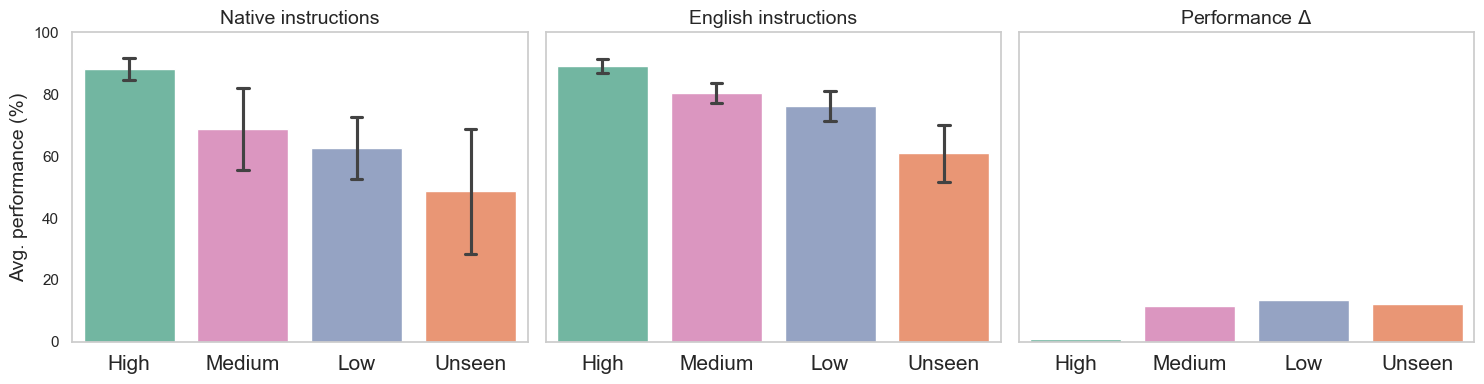 Native instructions
English instructions
Performance Δ
Avg. performance (%)
100
80
60
40
20
0
High Medium Low Unseen
High Medium Low Unseen
High Medium Low Unseen